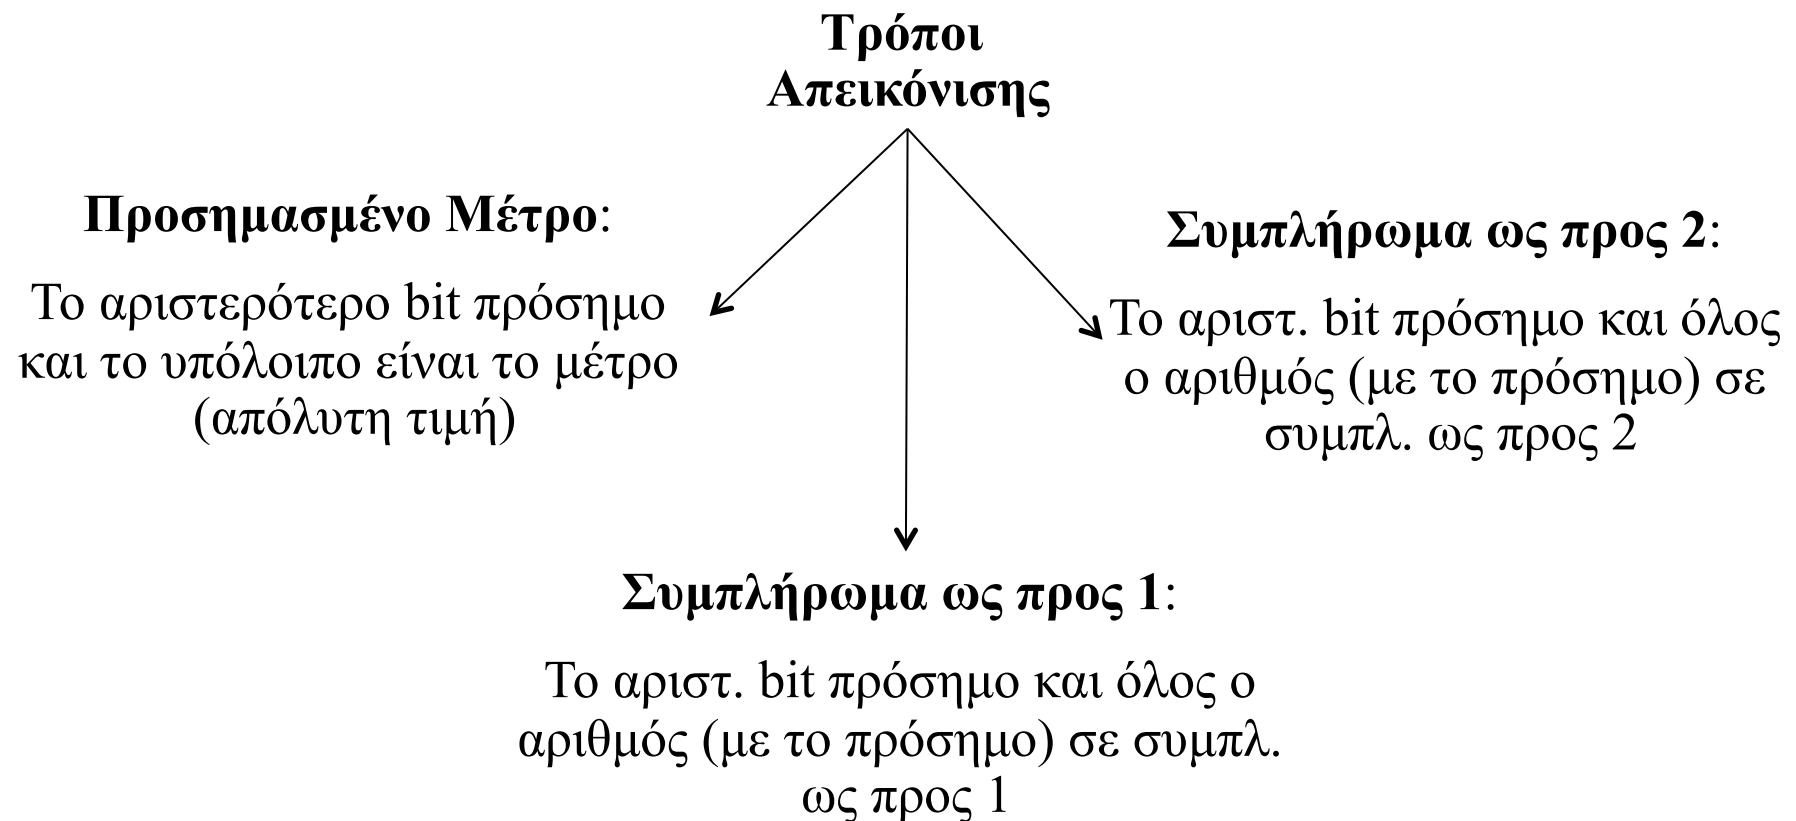 Τρόποι
Απεικόνισης
Προσημασμένο Μέτρο:
Το αριστερότερο bit πρόσημο
και το υπόλοιπο είναι το μέτρο
(απόλυτη τιμή)
Συμπλήρωμα ως προς 2:
Το αριστ. bit πρόσημο και όλος
ο αριθμός (με το πρόσημο) σε
συμπλ. ως προς 2
Συμπλήρωμα ως προς 1:
Το αριστ. bit πρόσημο και όλος ο
αριθμός (με το πρόσημο) σε συμπλ.
ως προς 1